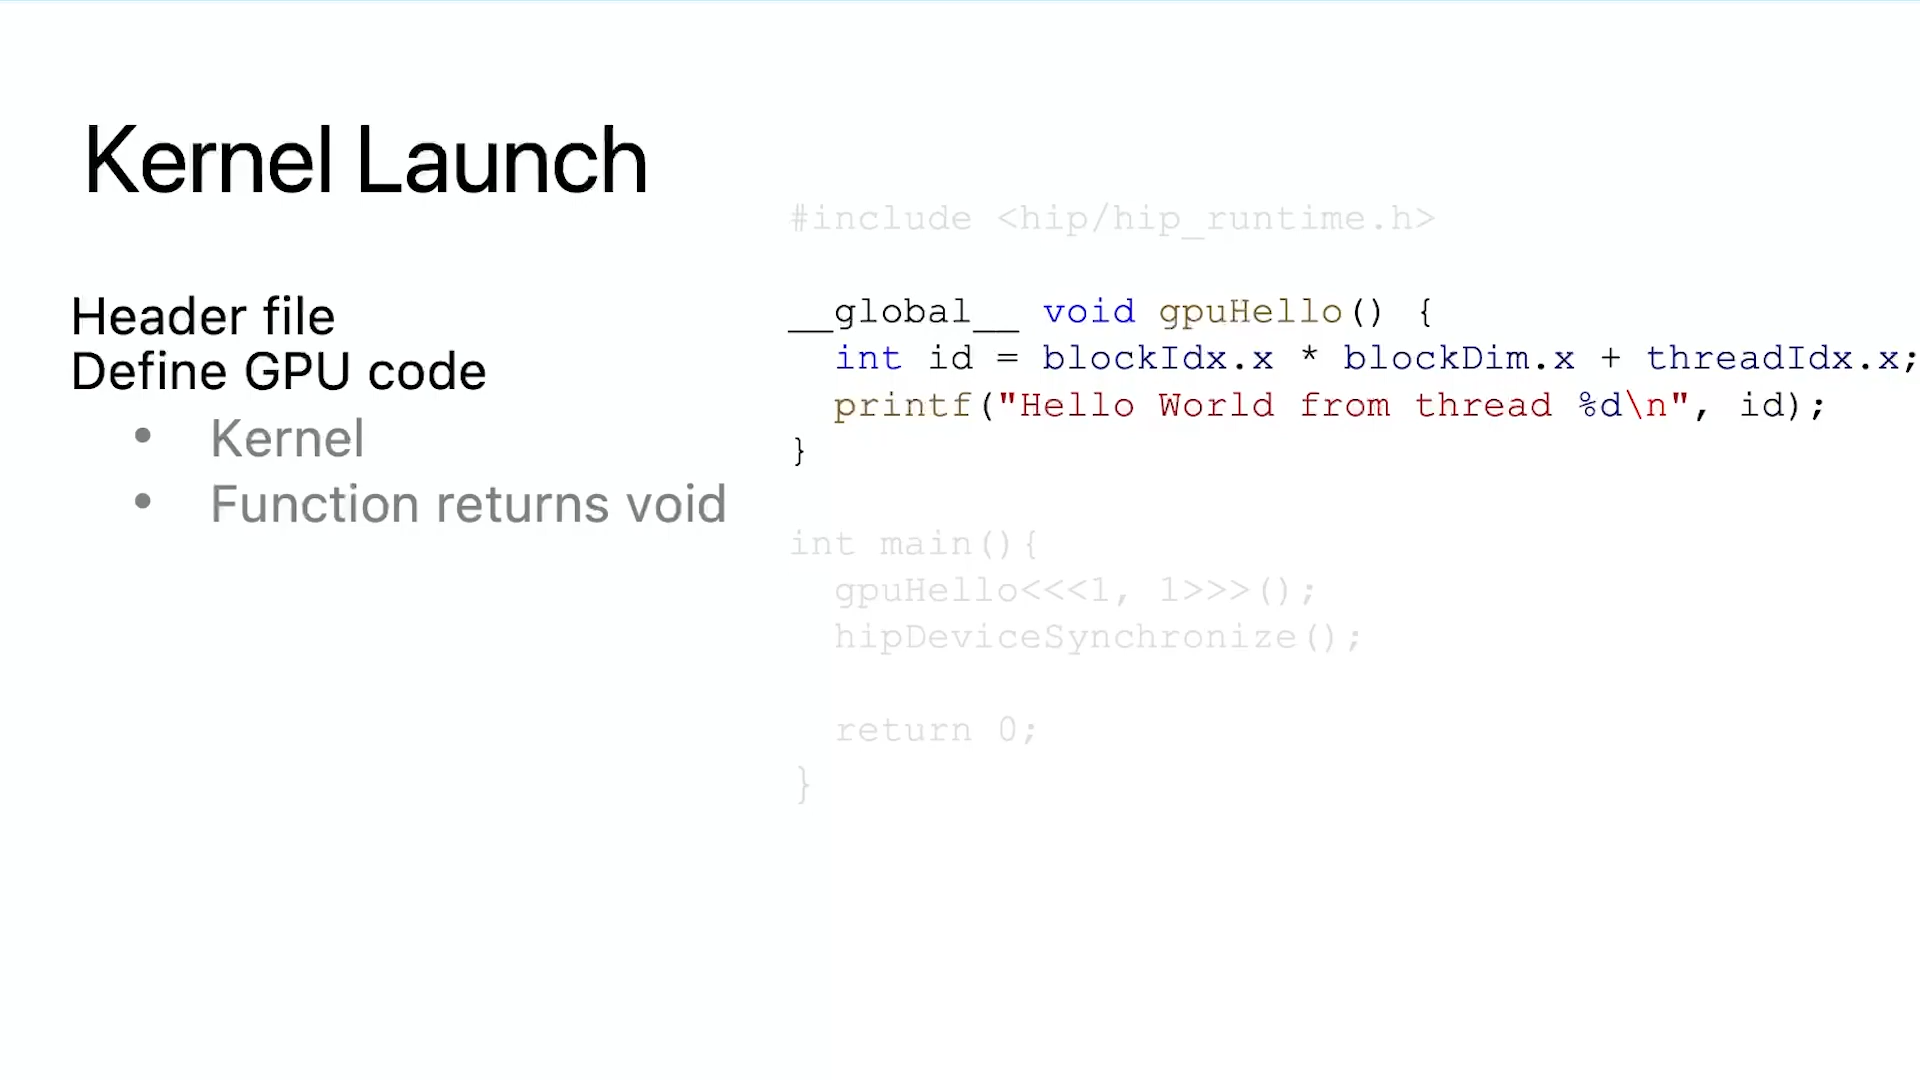 Kernel Launch
Header file
Define GPU code
• Kernel
• Function returns void
#include <hip/hip_runtime.h>
__global__ void gpuHello() {
  int id = blockIdx.x * blockDim.x + threadIdx.x;
  printf("Hello World from thread %d\n", id);
}
int main(){
  gpuHello<<<1, 1>>>();
  hipDeviceSynchronize();
  return 0;
}